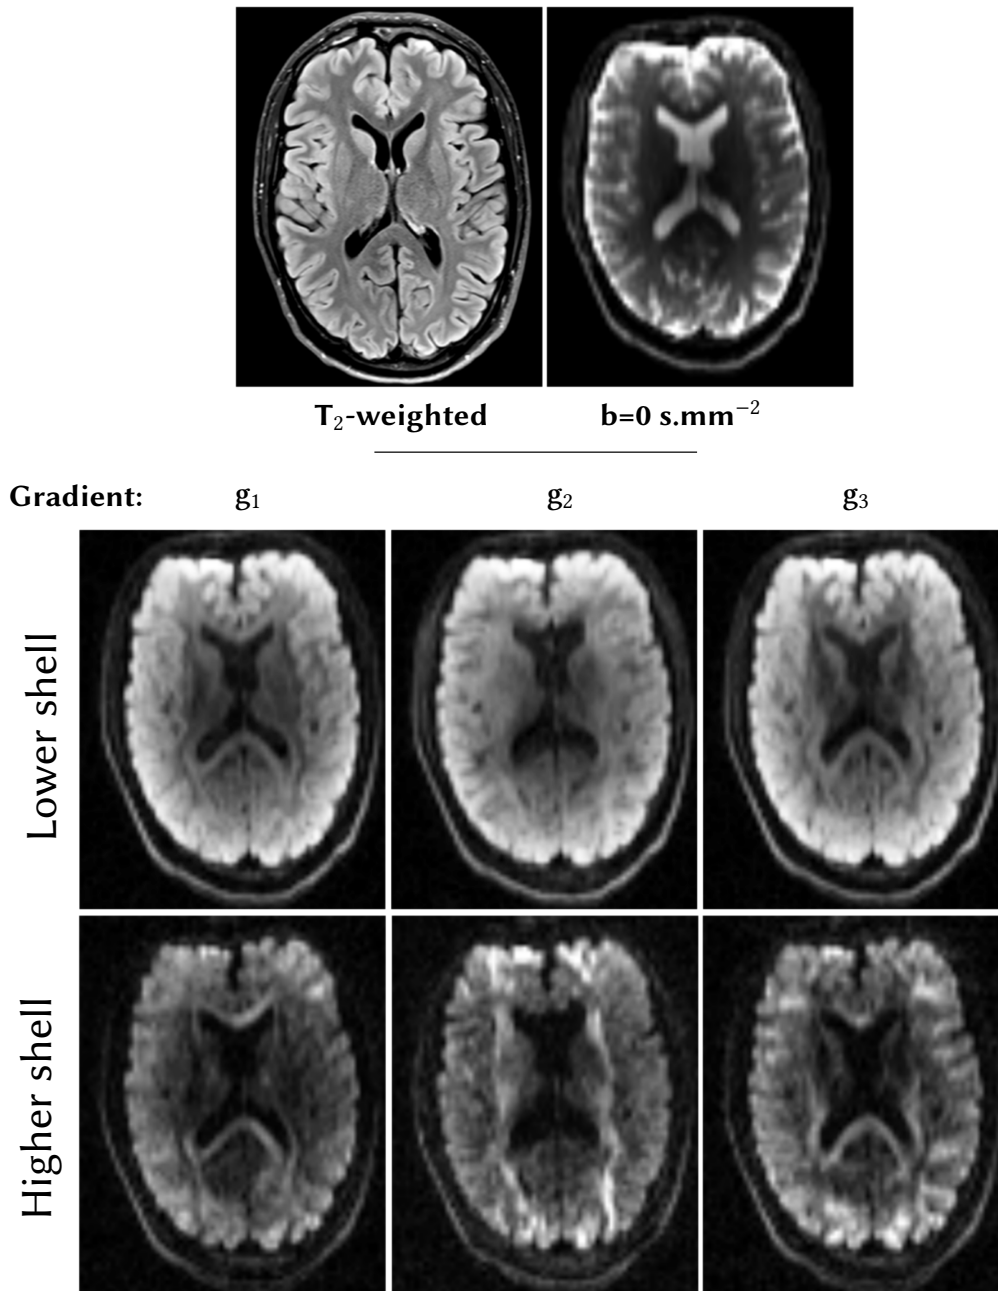 T₂-weighted b=0 s.mm⁻²
Gradient: g₁ g₂ g₃
Lower shell
Higher shell